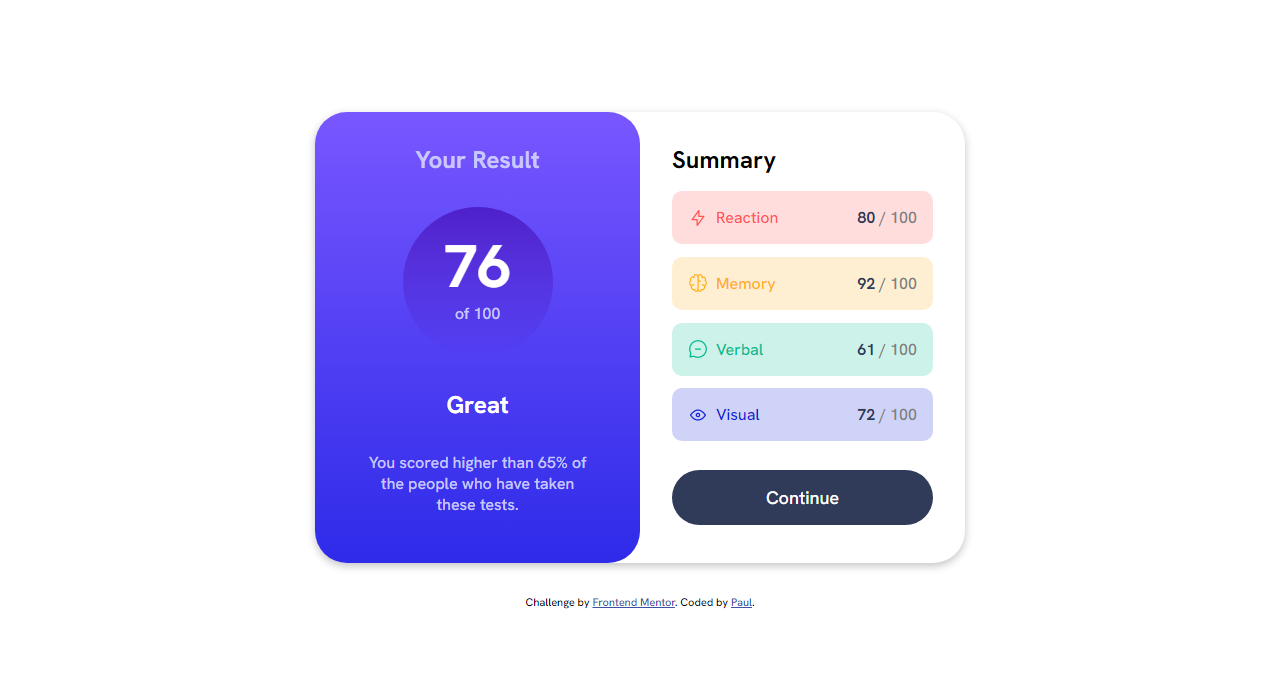 Your Result
76
of 100
Great
You scored higher than 65% of
the people who have taken
these tests.
Summary
Reaction 80 / 100
Memory 92 / 100
Verbal 61 / 100
Visual 72 / 100
Continue
Challenge by Frontend Mentor. Coded by Paul.